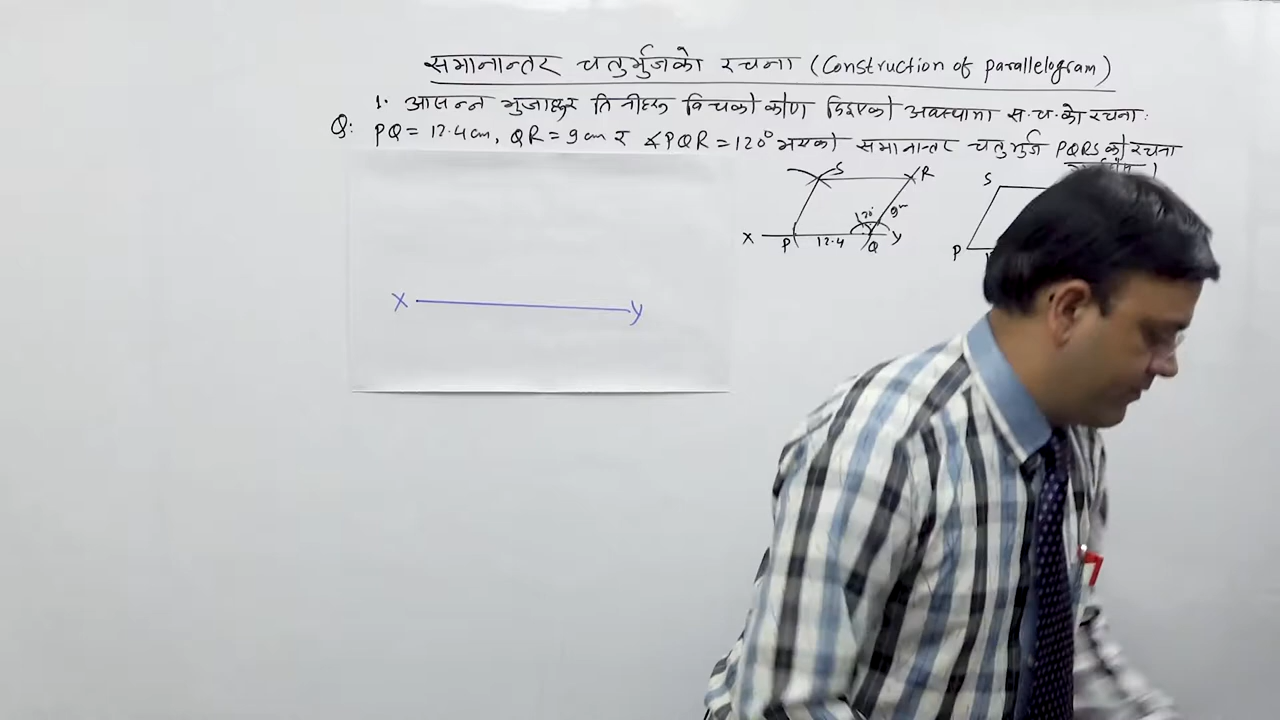 समानान्तर चतुर्भुजको रचना (Construction of parallelogram)
1. आसन्न भुजाहरु र तिनीहरु विचको कोण दिइएको अवस्थामा स.च.को रचना:
Q: PQ = 12.4 cm, QR = 9 cm र ∡PQR = 120° भएको समानान्तर चतुर्भुज PQRS को रचना
S R
120° 9
X P 12.4 Q Y
S
P
X Y